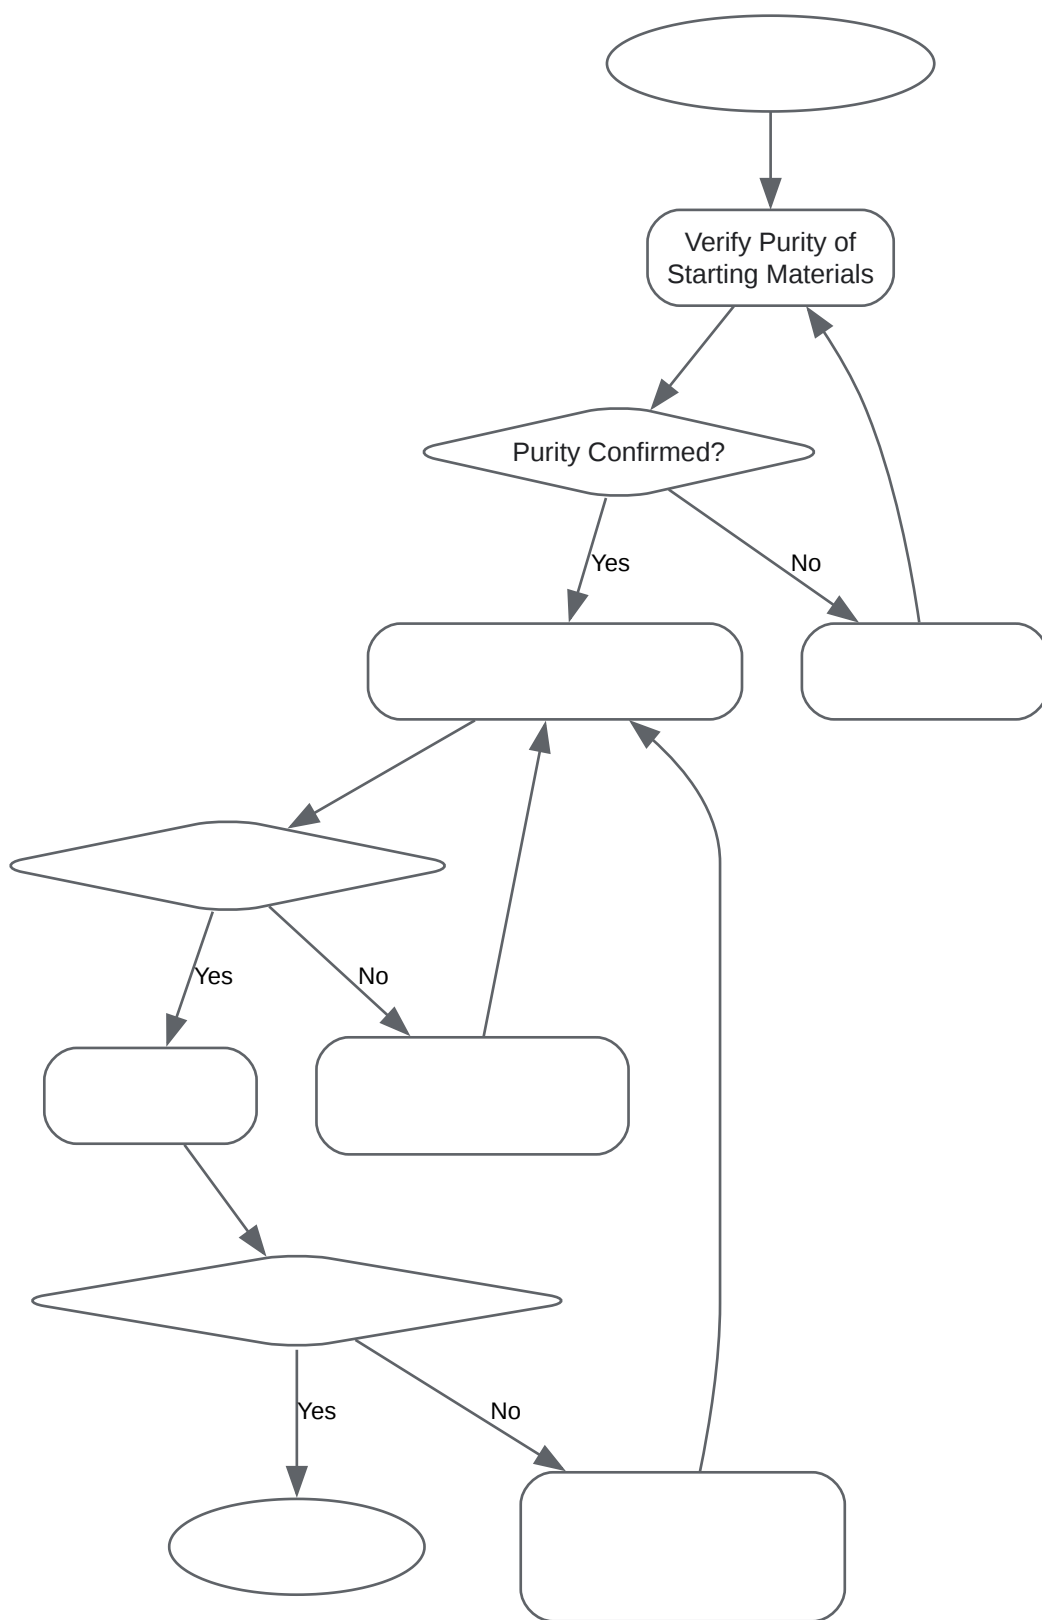 Verify Purity of
Starting Materials
Purity Confirmed?
Yes
No
Yes
No
Yes
No